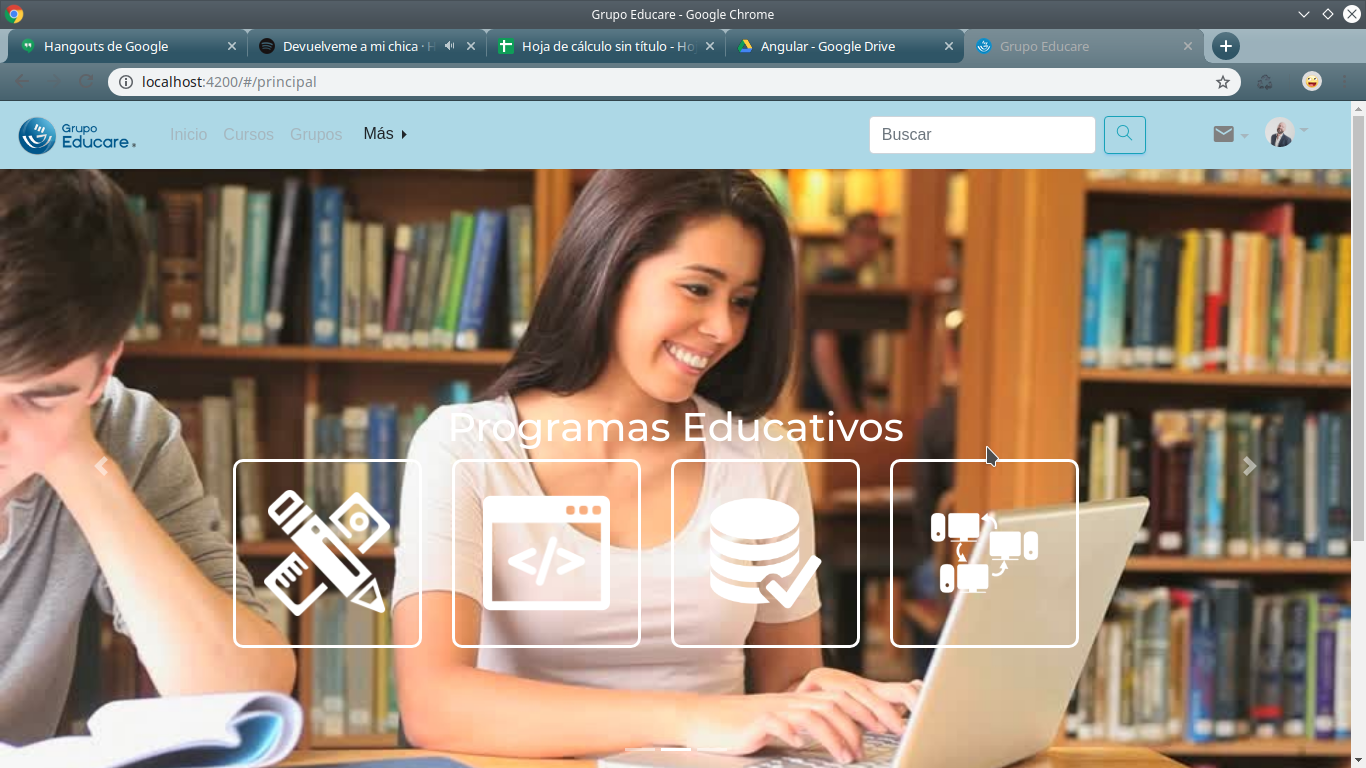 Grupo Educare - Google Chrome
Hangouts de Google
Devuelveme a mi chica · H
Hoja de cálculo sin título - Ho
Angular - Google Drive
Grupo Educare
localhost:4200/#/principal
Grupo
Educare
Inicio
Cursos
Grupos
Más
Buscar
Programas Educativos
</>